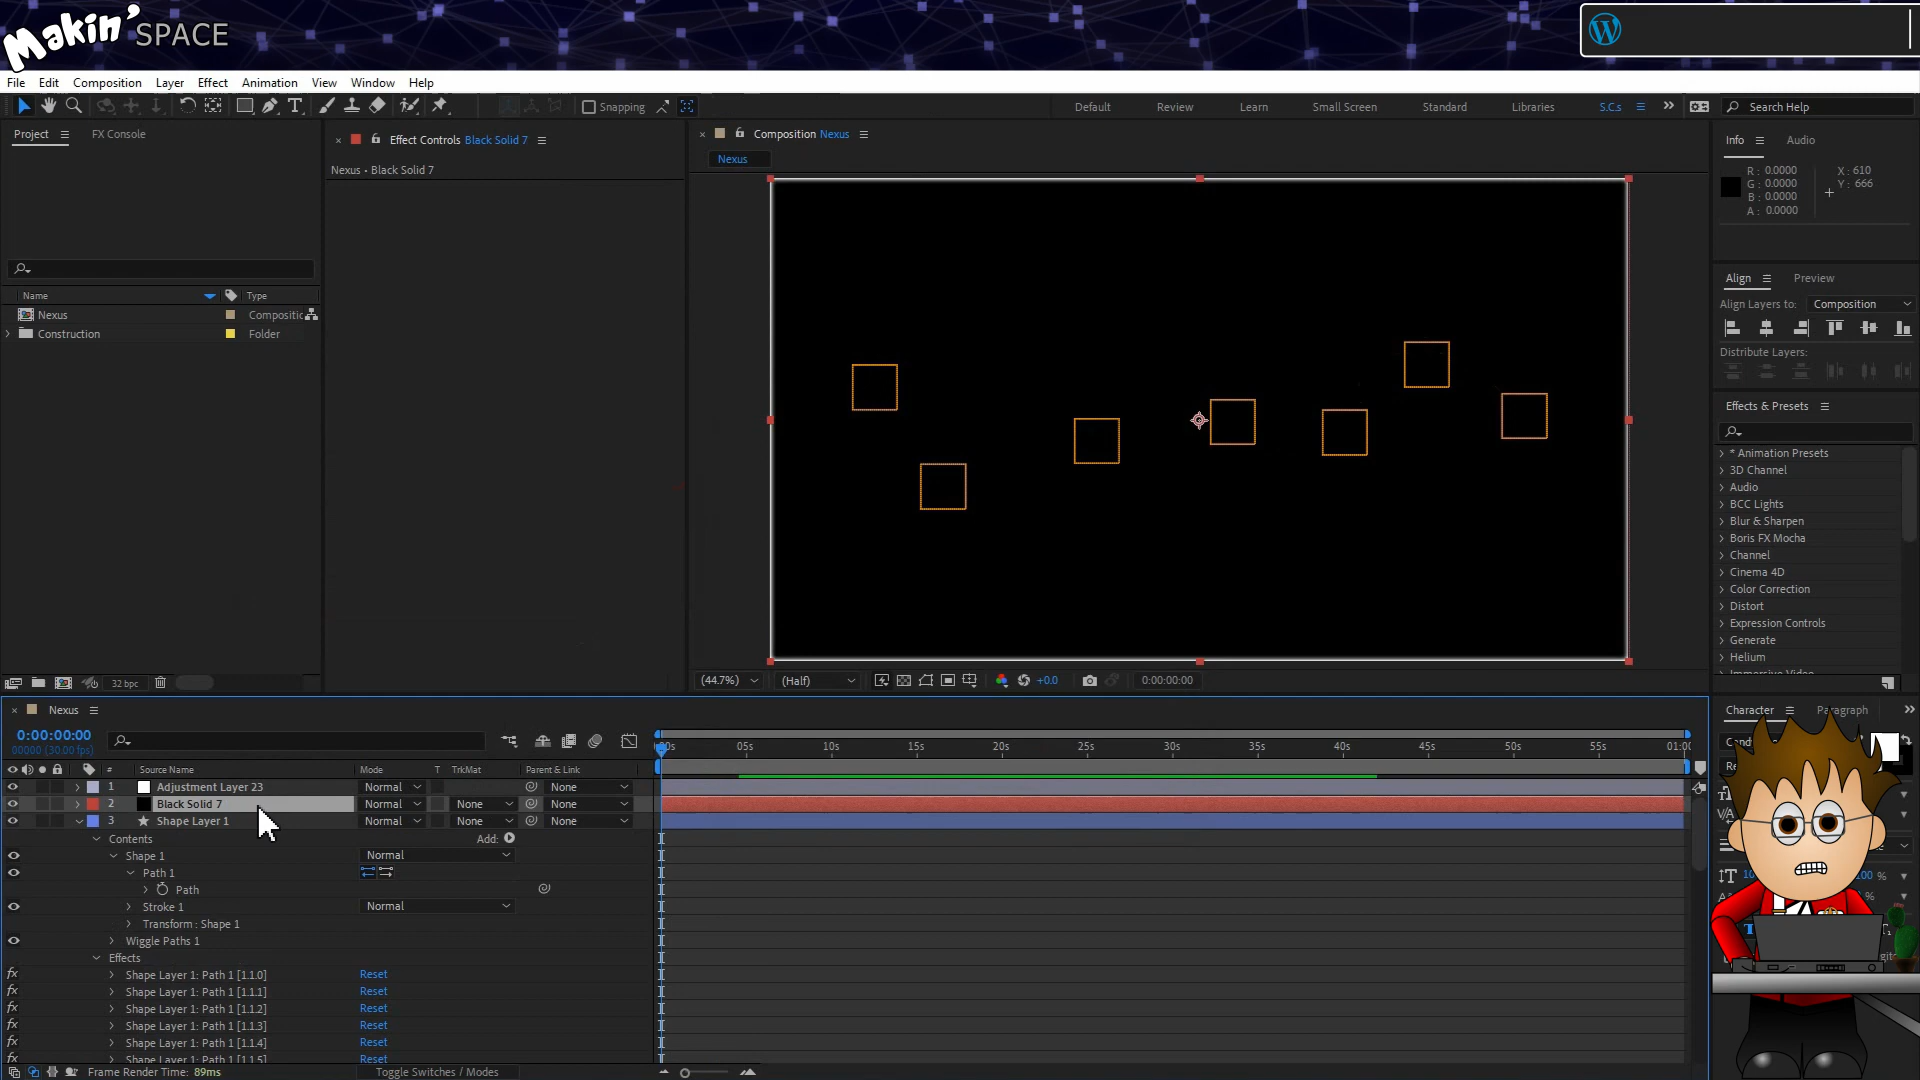 Makin' SPACE
File Edit Composition Layer Effect Animation View Window Help
Snapping Default Review Learn Small Screen Standard Libraries S.C.s Search Help
Project FX Console Effect Controls Black Solid 7 Composition Nexus Info Audio
Nexus
Nexus • Black Solid 7
R : 0.0000 X : 610
G : 0.0000 Y : 666
B : 0.0000
A : 0.0000
Align Preview
Name Type
Align Layers to: Composition
Nexus
Construction Folder
Distribute Layers:
Effects & Presets
* Animation Presets
3D Channel
Audio
BCC Lights
Blur & Sharpen
Boris FX Mocha
Channel
Cinema 4D
Color Correction
Distort
Expression Controls
Generate
Helium
32 bpc (44.7%) (Half) +0.0 0:00:00:00
Nexus Character Paragraph
0:00:00:00
00000 (30.00 fps)
05s 10s 15s 20s 25s 30s 35s 40s 45s 50s 55s
# Source Name Mode T TrkMat Parent & Link
1 Adjustment Layer 23 Normal None
2 Black Solid 7 Normal None None
3 Shape Layer 1 Normal None None
Contents Add:
Shape 1 Normal
Path 1
Path
Stroke 1 Normal
Transform : Shape 1
Wiggle Paths 1
Effects
Shape Layer 1: Path 1 [1.1.0] Reset
Shape Layer 1: Path 1 [1.1.1] Reset
Shape Layer 1: Path 1 [1.1.2] Reset
Shape Layer 1: Path 1 [1.1.3] Reset
Shape Layer 1: Path 1 [1.1.4] Reset
Shape Layer 1: Path 1 [1.1.5] Reset
Frame Render Time: 89ms Toggle Switches / Modes